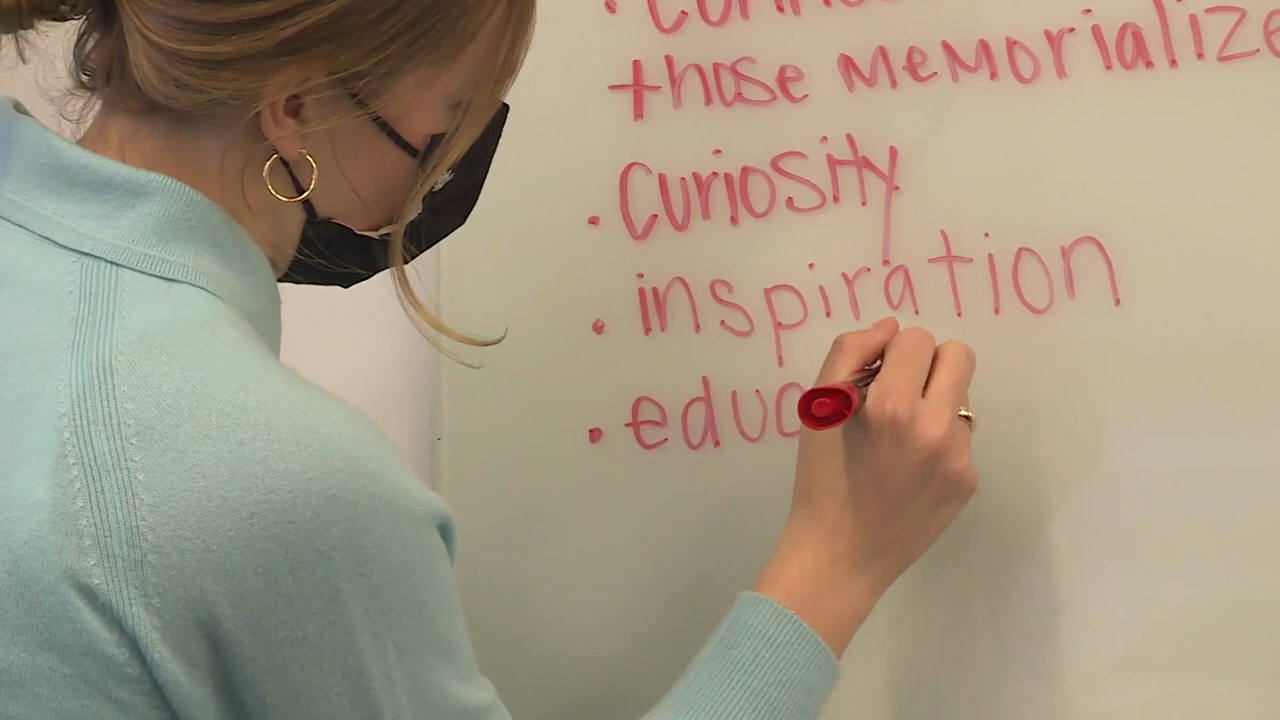 those memorialize
• Curiosity
• inspiration
• educ